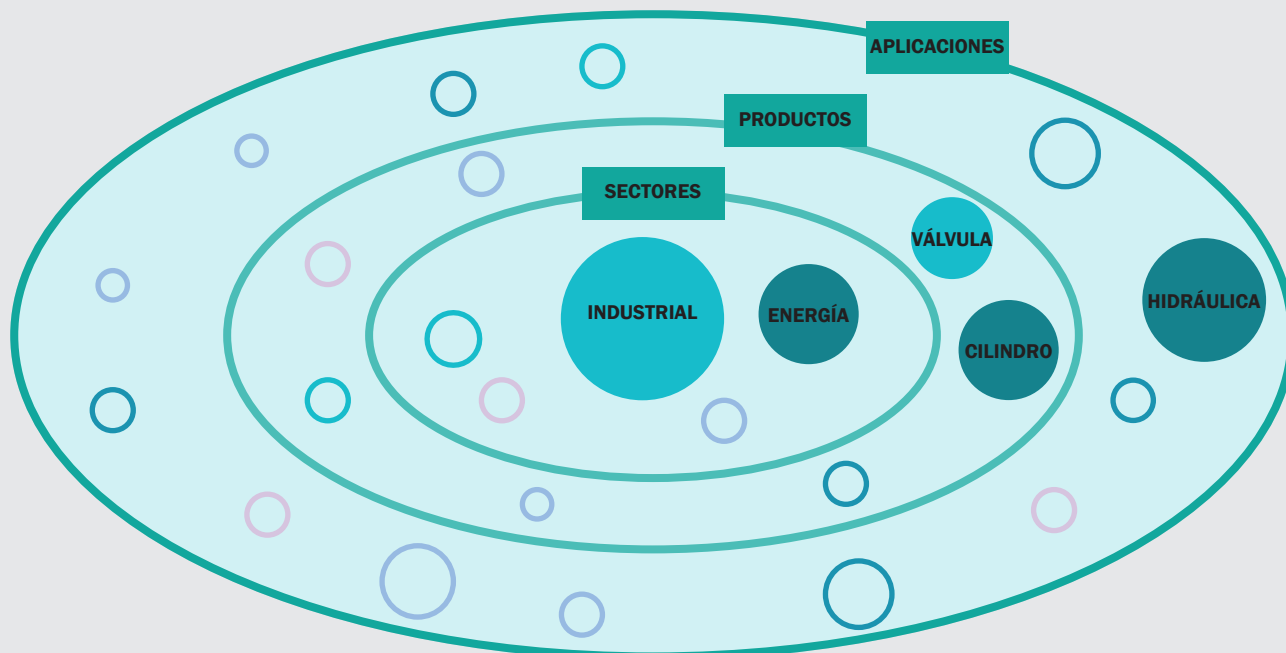 APLICACIONES
PRODUCTOS
SECTORES
VÁLVULA
INDUSTRIAL
ENERGÍA
HIDRÁULICA
CILINDRO